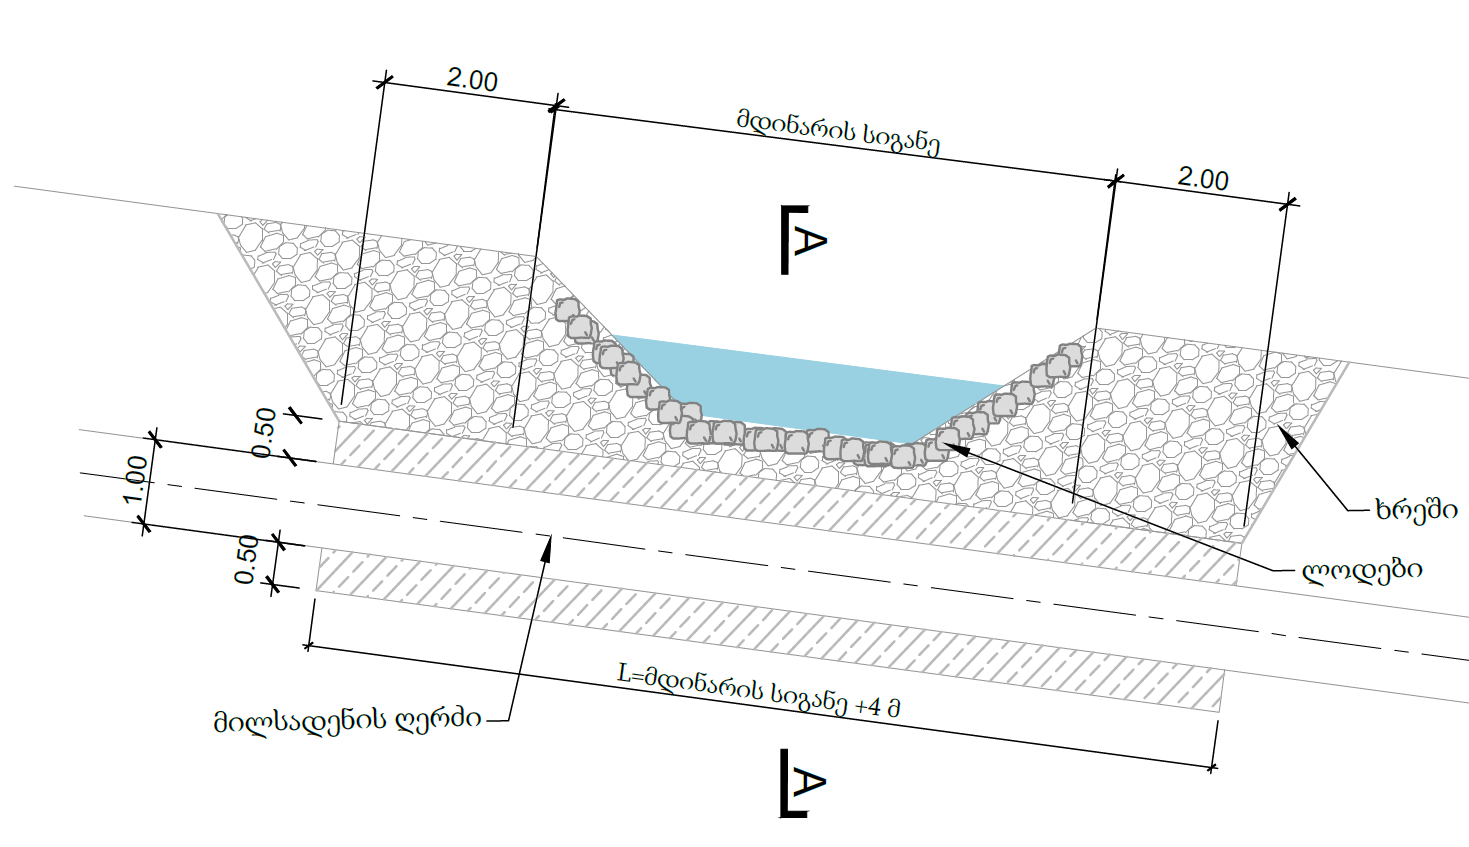 2.00
მდინარის სიგანე
2.00
A
0.50
1.00
0.50
ხრეში
ლოდები
L=მდინარის სიგანე +4 მ
მილსადენის ღერძი
A